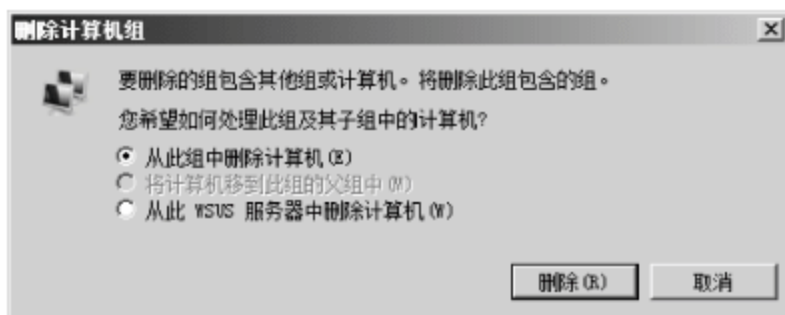 删除计算机组
要删除的组包含其他组或计算机。将删除此组包含的组。
您希望如何处理此组及其子组中的计算机?
从此组中删除计算机(E)
将计算机移到此组的父组中(M)
从此 WSUS 服务器中删除计算机(W)
删除(R) 取消